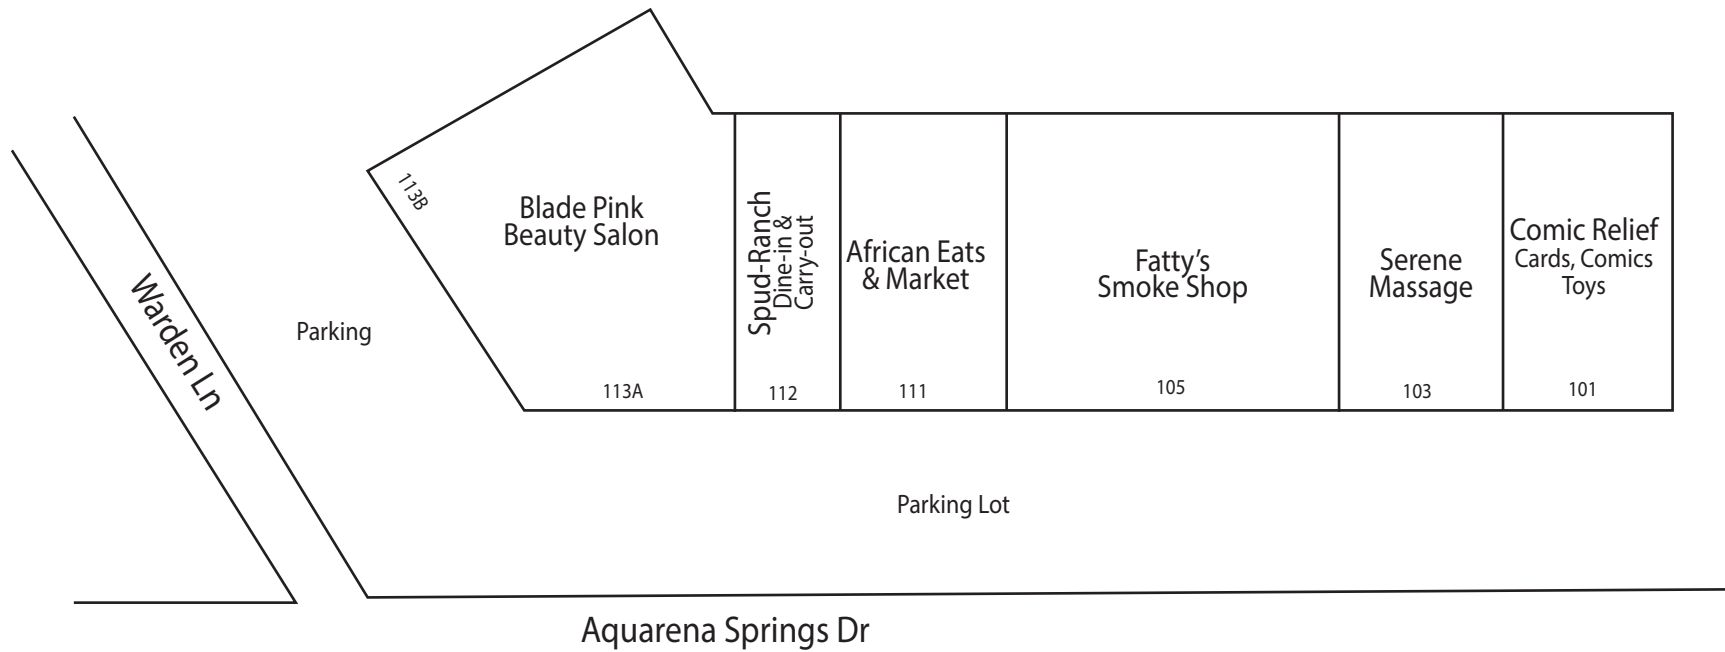 113B
Blade Pink
Beauty Salon
Spud-Ranch
Dine-in &
Carry-out
African Eats
& Market
Fatty’s
Smoke Shop
Serene
Massage
Comic Relief
Cards, Comics
Toys
Warden Ln
Parking
113A
112
111
105
103
101
Parking Lot
Aquarena Springs Dr